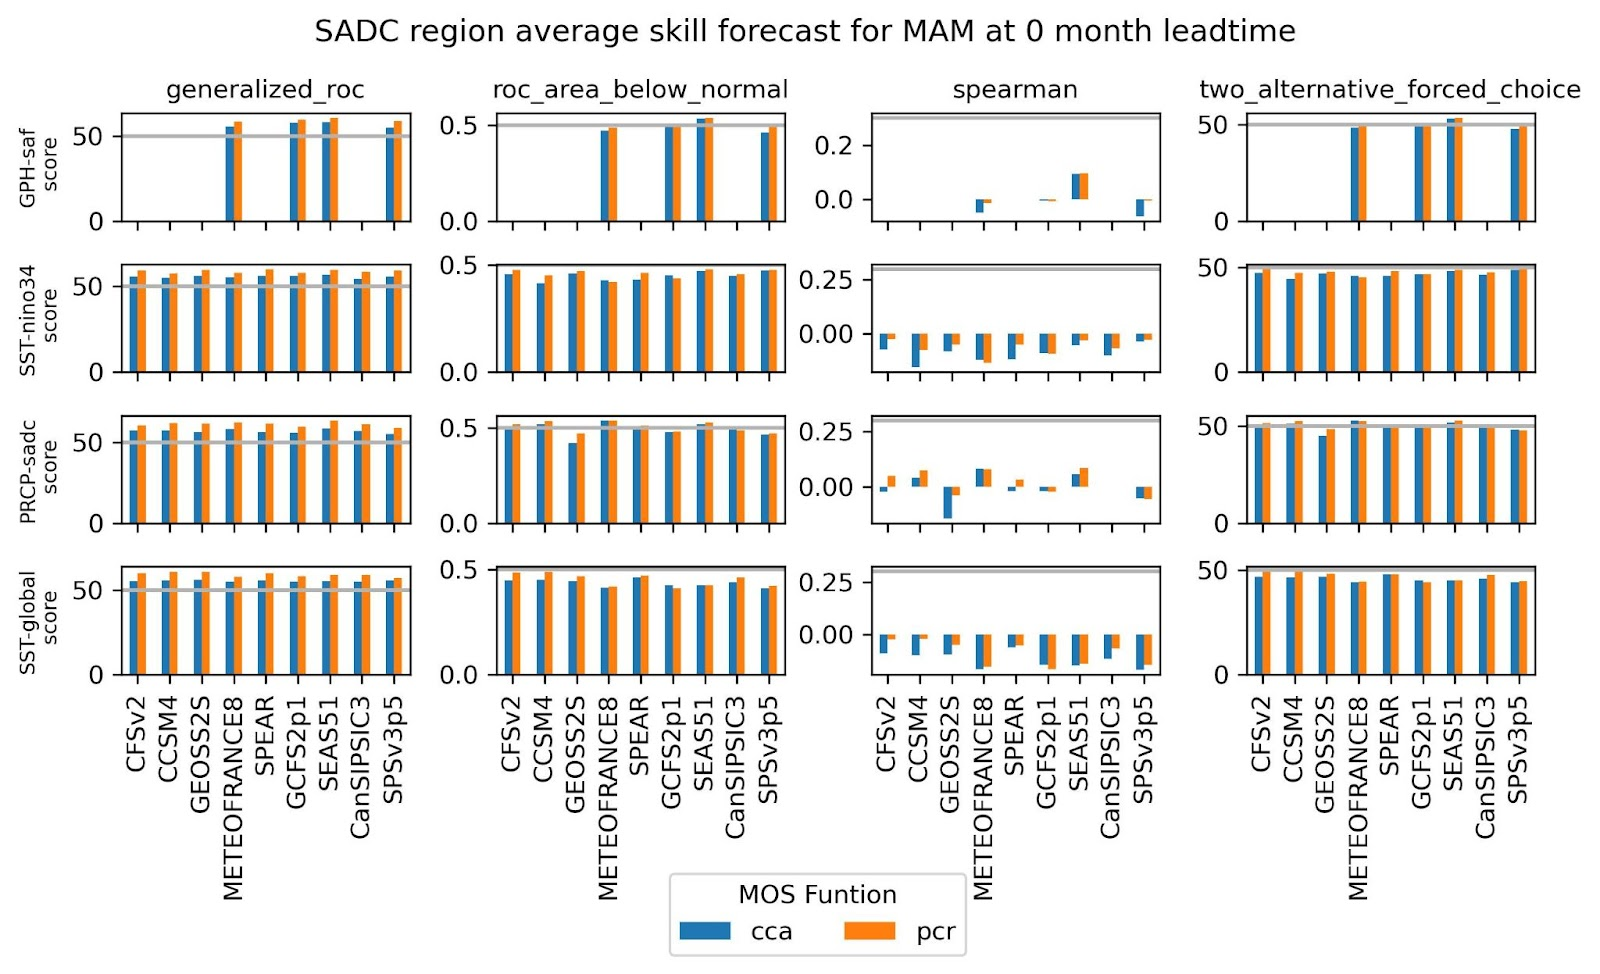 SADC region average skill forecast for MAM at 0 month leadtime
generalized_roc
roc_area_below_normal
spearman
two_alternative_forced_choice
GPH-saf
score
50
0
0.5
0.0
0.2
0.0
50
0
SST-nino34
score
50
0
0.5
0.0
0.25
0.00
50
0
PRCP-sadc
score
50
0
0.5
0.0
0.25
0.00
50
0
SST-global
score
50
0
0.5
0.0
0.25
0.00
50
0
CFSv2
CCSM4
GEOSS2S
METEOFRANCE8
SPEAR
GCFS2p1
SEAS51
CanSIPSIC3
SPSv3p5
CFSv2
CCSM4
GEOSS2S
METEOFRANCE8
SPEAR
GCFS2p1
SEAS51
CanSIPSIC3
SPSv3p5
CFSv2
CCSM4
GEOSS2S
METEOFRANCE8
SPEAR
GCFS2p1
SEAS51
CanSIPSIC3
SPSv3p5
CFSv2
CCSM4
GEOSS2S
METEOFRANCE8
SPEAR
GCFS2p1
SEAS51
CanSIPSIC3
SPSv3p5
MOS Funtion
cca
pcr